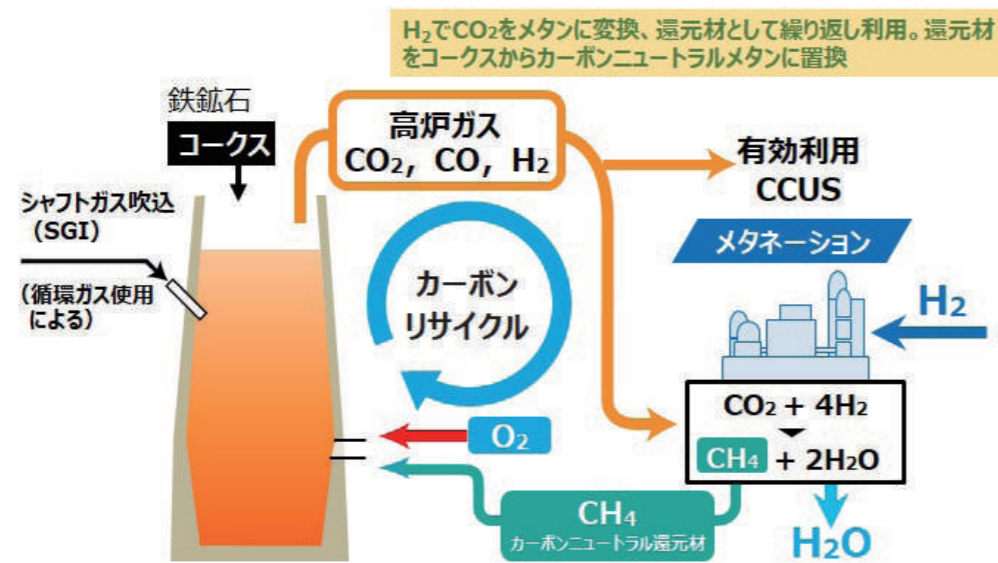 H₂でCO₂をメタンに変換、還元材として繰り返し利用。還元材
をコークスからカーボンニュートラルメタンに置換
鉄鉱石
コークス
シャフトガス吹込
（SGI）
（循環ガス使用
による）
高炉ガス
CO₂, CO, H₂
有効利用
CCUS
メタネーション
カーボン
リサイクル
H₂
CO₂ + 4H₂
CH₄ + 2H₂O
O₂
CH₄
カーボンニュートラル還元材
H₂O